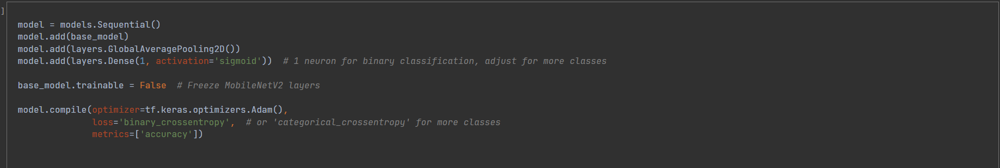 ]
model = models.Sequential()
model.add(base_model)
model.add(layers.GlobalAveragePooling2D())
model.add(layers.Dense(1, activation='sigmoid'))  # 1 neuron for binary classification, adjust for more classes
base_model.trainable = False  # Freeze MobileNetV2 layers
model.compile(optimizer=tf.keras.optimizers.Adam(),
              loss='binary_crossentropy',  # or 'categorical_crossentropy' for more classes
              metrics=['accuracy'])